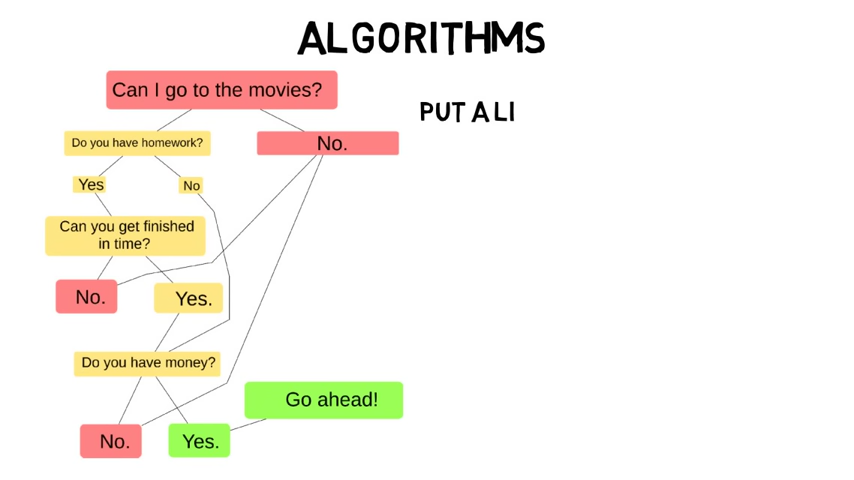 ALGORITHMS
Can I go to the movies?
PUT A LI
Do you have homework?
No.
Yes
No
Can you get finished
in time?
No.
Yes.
Do you have money?
Go ahead!
No.
Yes.